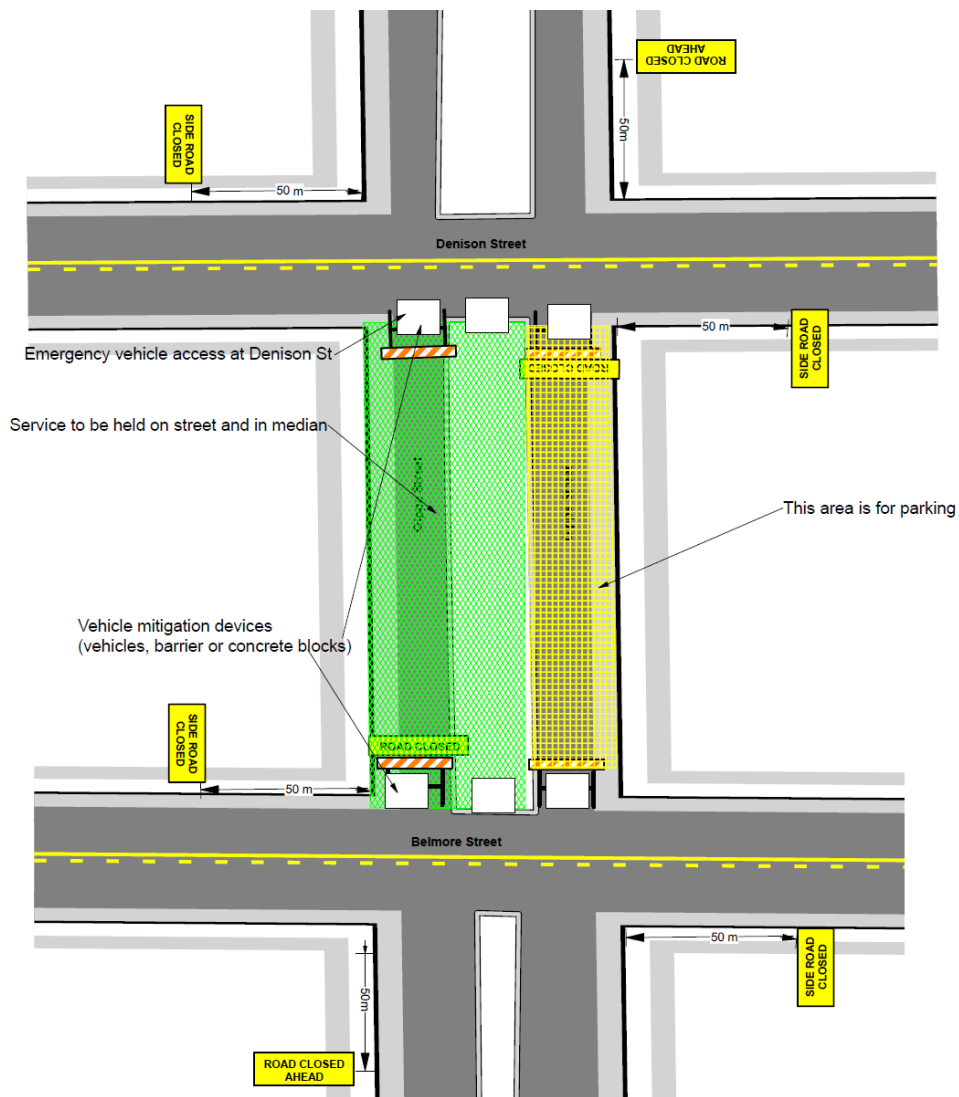 ROAD CLOSED
AHEAD
50m
SIDE ROAD
CLOSED
50 m
Denison Street
50 m
SIDE ROAD
CLOSED
Emergency vehicle access at Denison St
ROAD CLOSED
Service to be held on street and in median
Street
This area is for parking
Vehicle mitigation devices
(vehicles, barrier or concrete blocks)
SIDE ROAD
CLOSED
ROAD CLOSED
50 m
Belmore Street
50 m
SIDE ROAD
CLOSED
50m
ROAD CLOSED
AHEAD